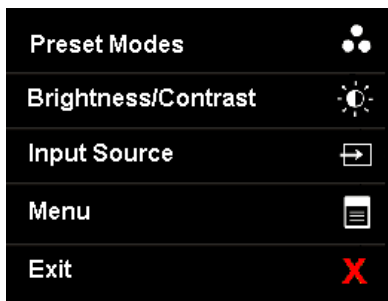 Preset Modes
Brightness/Contrast
Input Source
Menu
Exit